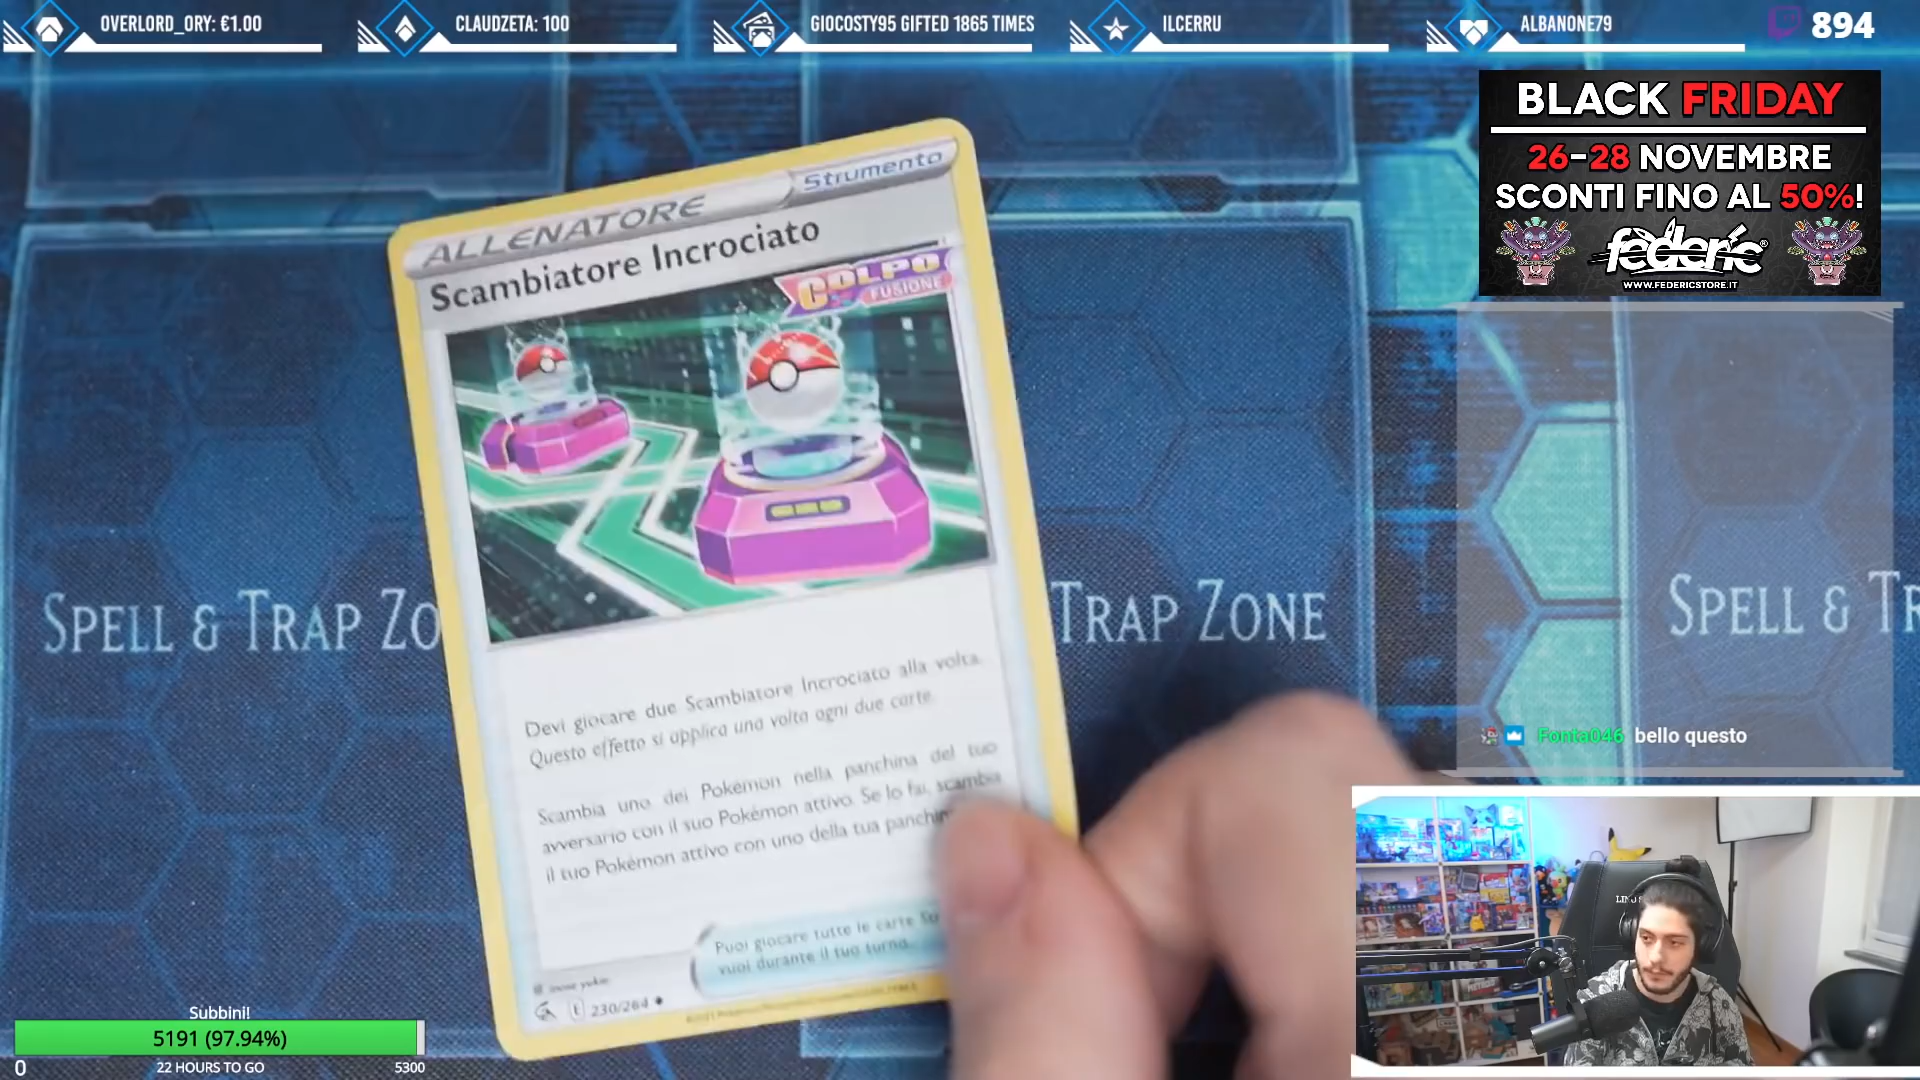 OVERLORD_ORY: €1.00
CLAUDZETA: 100
GIOCOSTY95 GIFTED 1865 TIMES
ILCERRU
ALBANONE79
894
BLACK FRIDAY
26-28 NOVEMBRE
SCONTI FINO AL 50%!
federic®
WWW.FEDERICSTORE.IT
ALLENATORE
Strumento
Scambiatore Incrociato
COLPO
FUSIONE
Devi giocare due Scambiatore Incrociato alla volta.
Questo effetto si applica una volta ogni due carte.
Scambia uno dei Pokémon nella panchina del tuo
avversario con il suo Pokémon attivo. Se lo fai, scambia
il tuo Pokémon attivo con uno della tua panchin
Puoi giocare tutte le carte
vuoi durante il tuo turno.
E 230/264
SPELL & TRAP ZO
TRAP ZONE
SPELL & TR
Fonta046 bello questo
Subbini!
5191 (97.94%)
0
22 HOURS TO GO
5300